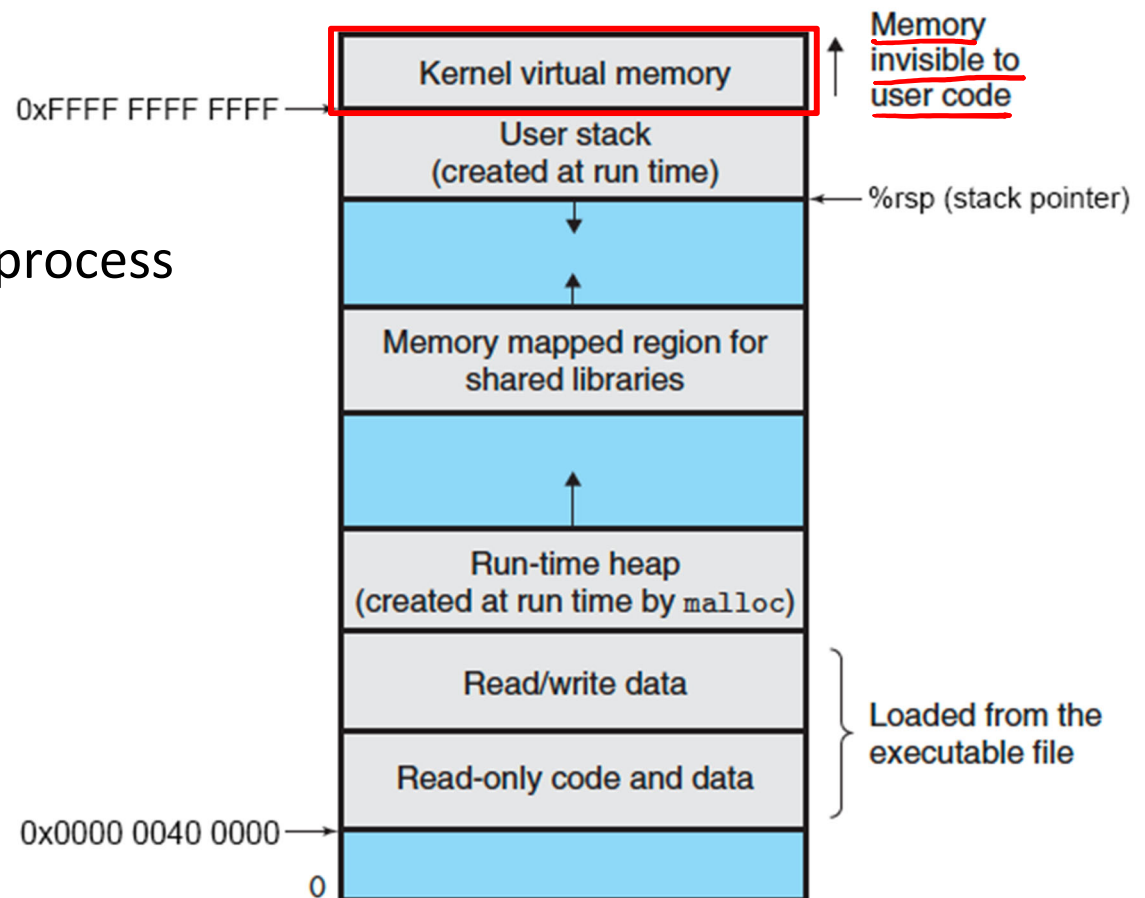 Memory
invisible to
user code
Kernel virtual memory
0xFFFF FFFF FFFF
User stack
(created at run time)
%rsp (stack pointer)
process
Memory mapped region for
shared libraries
Run-time heap
(created at run time by malloc)
Read/write data
Loaded from the
executable file
Read-only code and data
0x0000 0040 0000
0